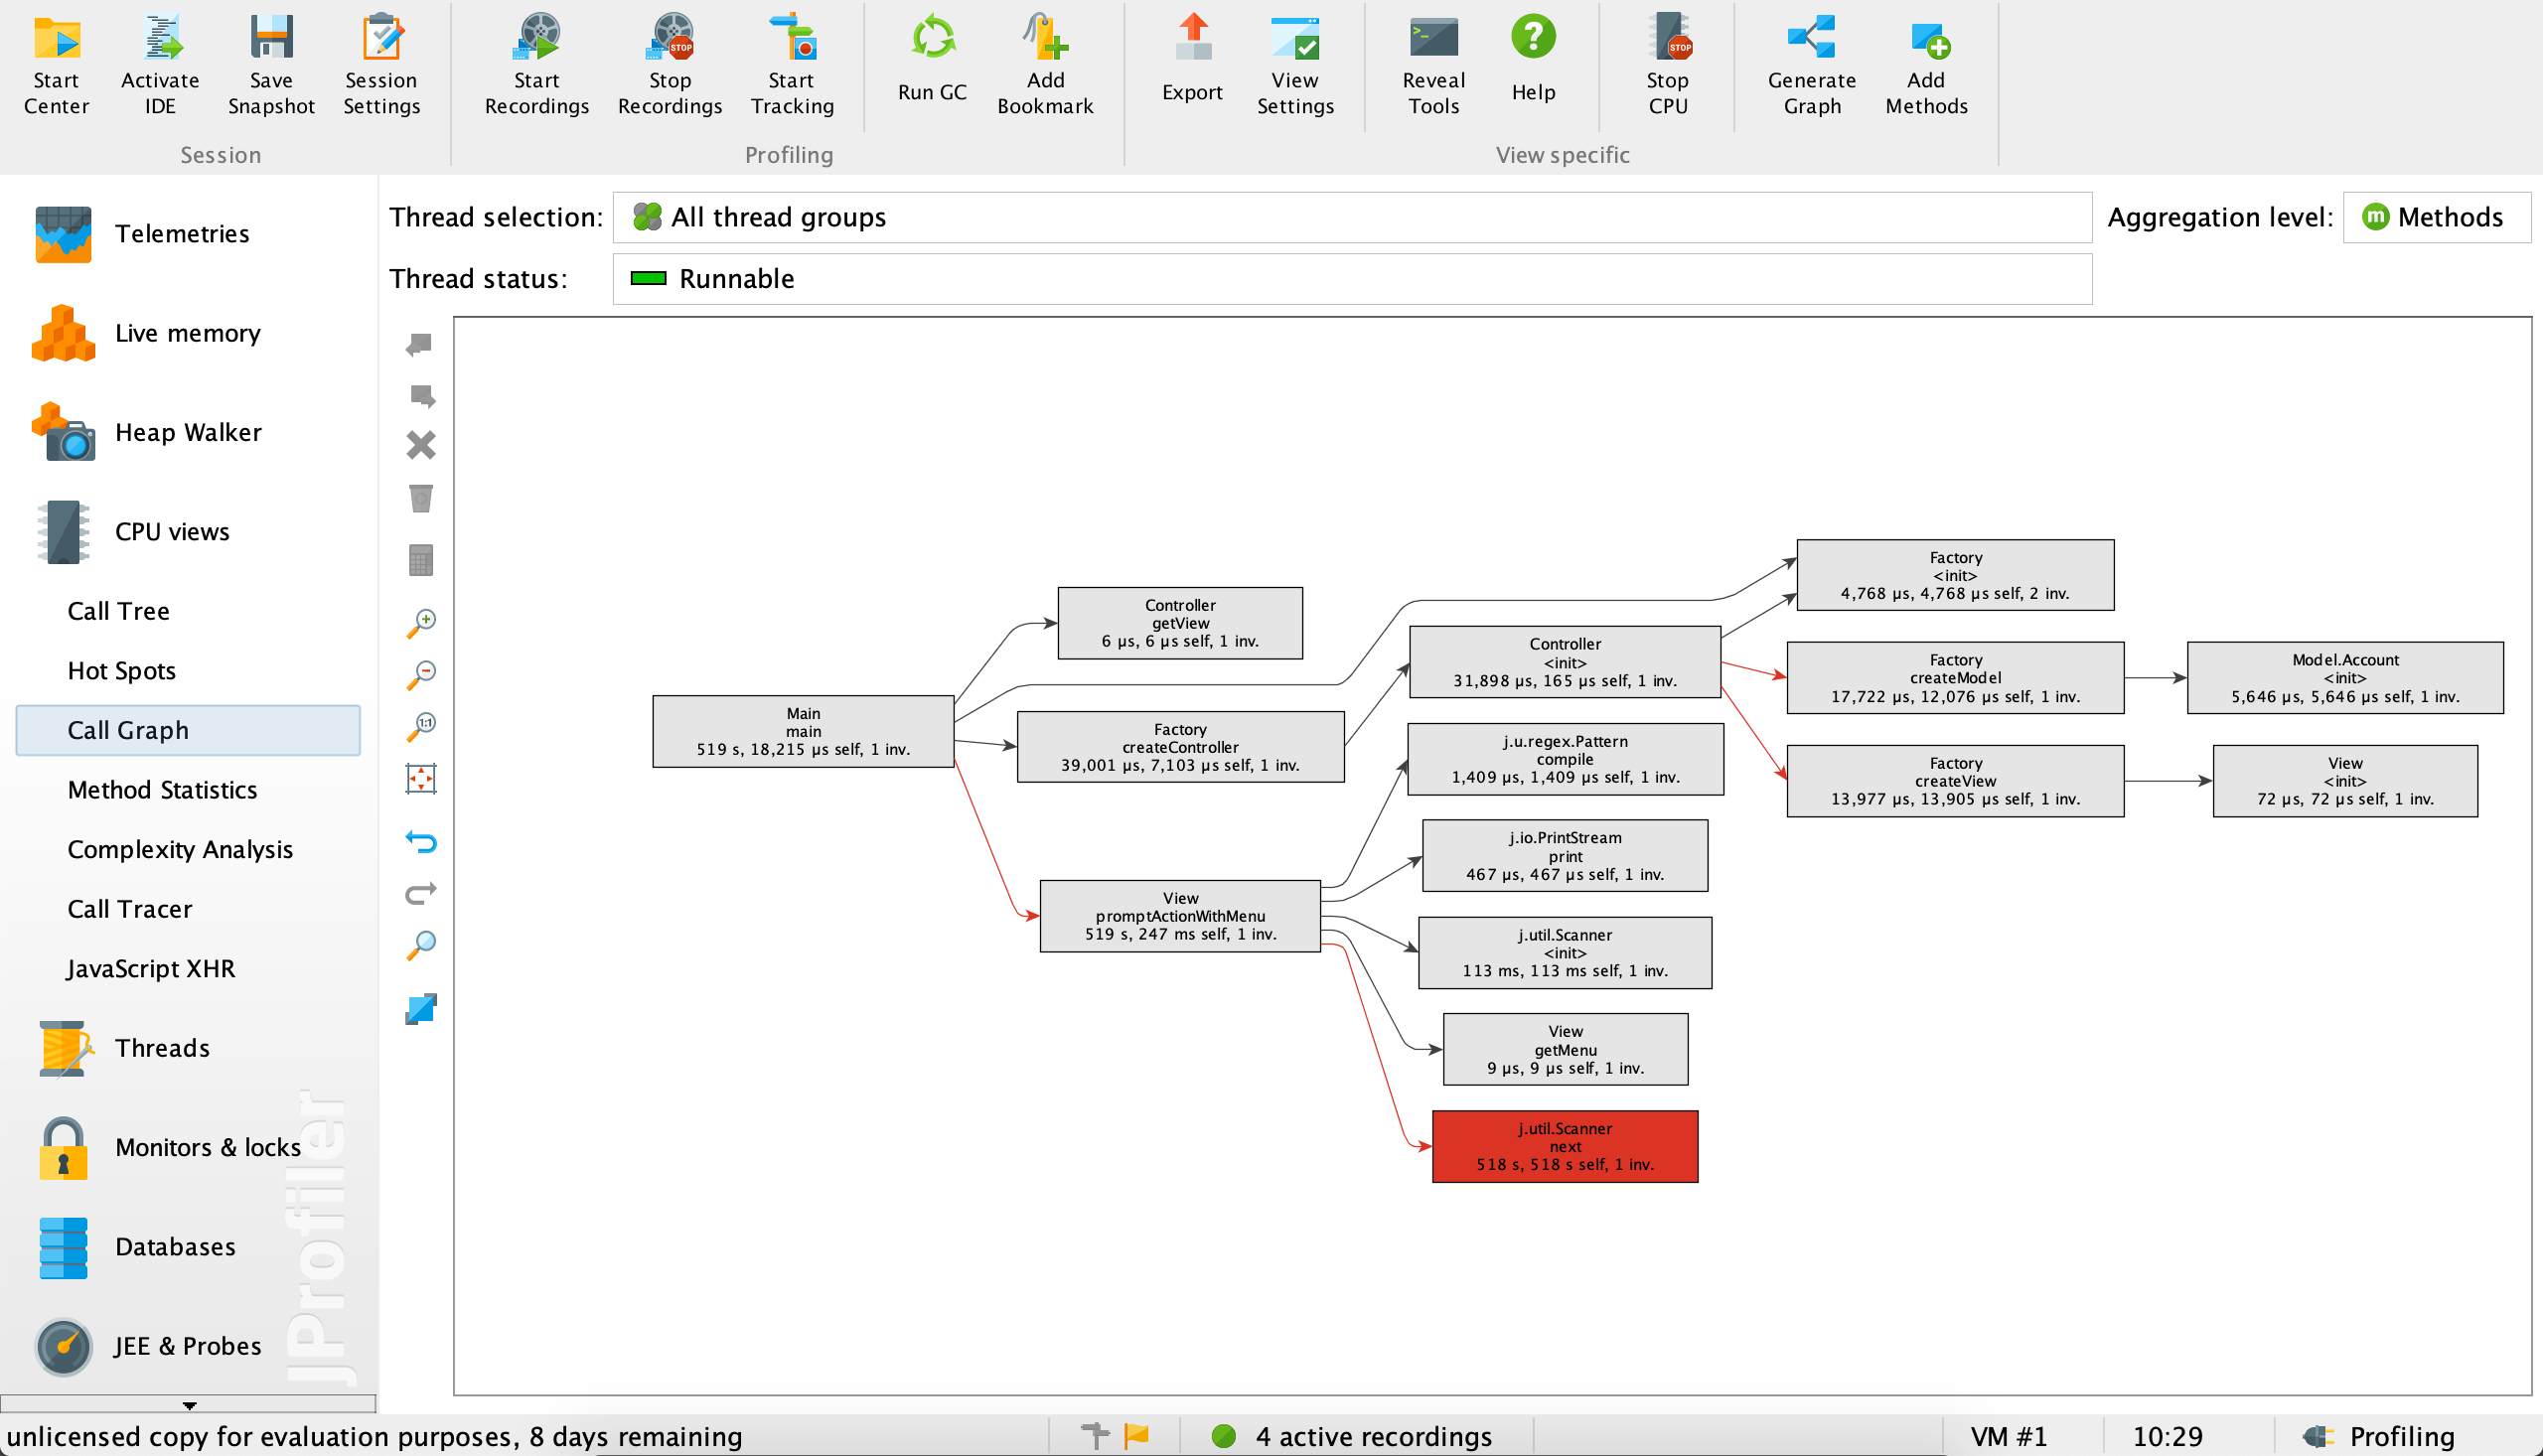 Start Center
Activate IDE
Save Snapshot
Session Settings
Session
Start Recordings
Stop Recordings
Start Tracking
Run GC
Add Bookmark
Profiling
Export
View Settings
>_
Reveal Tools
?
Help
STOP
Stop CPU
Generate Graph
Add Methods
View specific
Telemetries
Live memory
Heap Walker
CPU views
Call Tree
Hot Spots
Call Graph
Method Statistics
Complexity Analysis
Call Tracer
JavaScript XHR
Threads
Monitors & locks
Databases
JEE & Probes
JProfiler
Thread selection:
All thread groups
Aggregation level:
m Methods
Thread status:
Runnable
1:1
Main
main
519 s, 18,215 µs self, 1 inv.
Controller
getView
6 µs, 6 µs self, 1 inv.
Factory
createController
39,001 µs, 7,103 µs self, 1 inv.
View
promptActionWithMenu
519 s, 247 ms self, 1 inv.
Controller
<init>
31,898 µs, 165 µs self, 1 inv.
j.u.regex.Pattern
compile
1,409 µs, 1,409 µs self, 1 inv.
j.io.PrintStream
print
467 µs, 467 µs self, 1 inv.
j.util.Scanner
<init>
113 ms, 113 ms self, 1 inv.
View
getMenu
9 µs, 9 µs self, 1 inv.
j.util.Scanner
next
518 s, 518 s self, 1 inv.
Factory
<init>
4,768 µs, 4,768 µs self, 2 inv.
Factory
createModel
17,722 µs, 12,076 µs self, 1 inv.
Factory
createView
13,977 µs, 13,905 µs self, 1 inv.
Model.Account
<init>
5,646 µs, 5,646 µs self, 1 inv.
View
<init>
72 µs, 72 µs self, 1 inv.
unlicensed copy for evaluation purposes, 8 days remaining
4 active recordings
VM #1
10:29
Profiling